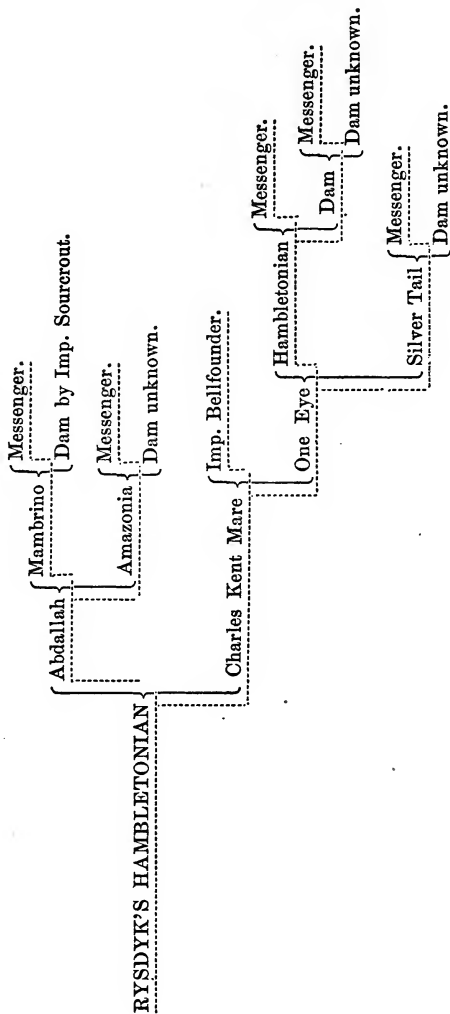 RYSDYK'S HAMBLETONIAN
Abdallah
Mambrino
Messenger.
Dam by Imp. Sourcrout.
Amazonia
Messenger.
Dam unknown.
Charles Kent Mare
Imp. Bellfounder.
One Eye
Hambletonian
Messenger.
Dam
Messenger.
Dam unknown.
Silver Tail
Messenger.
Dam unknown.